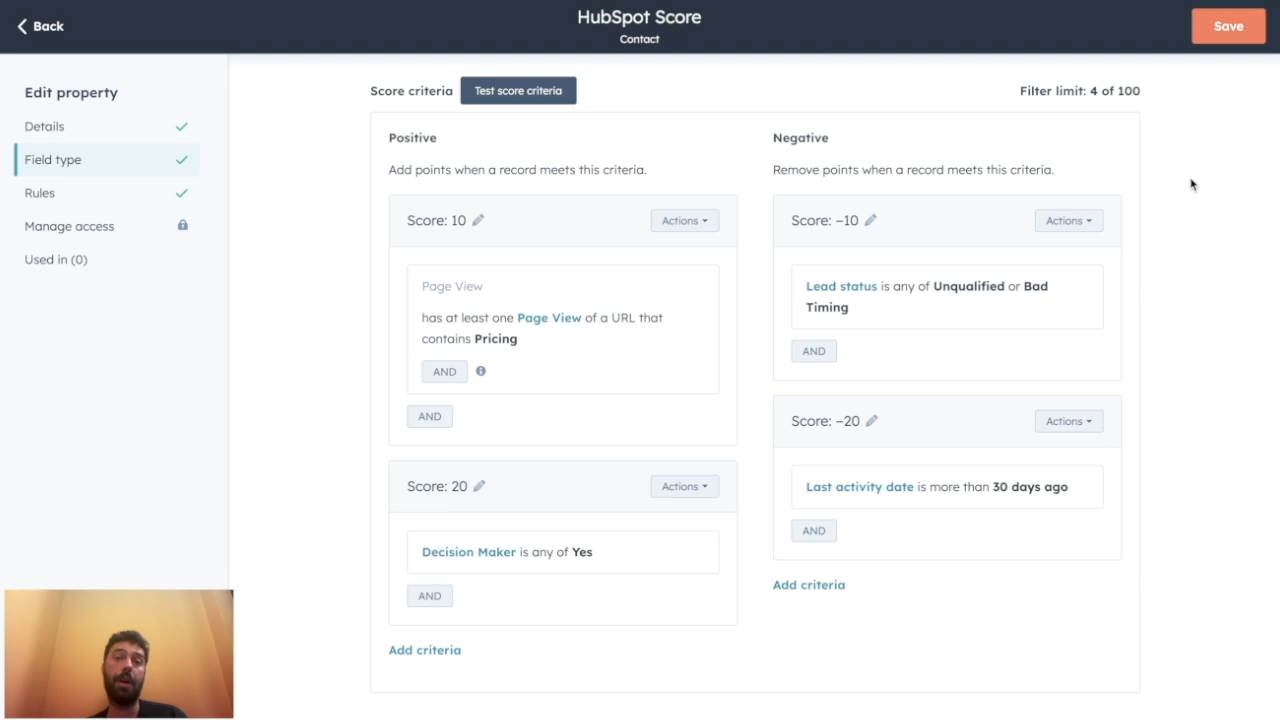 Back
HubSpot Score
Contact
Save
Edit property
Details
Field type
Rules
Manage access
Used in (0)
Score criteria
Test score criteria
Filter limit: 4 of 100
Positive
Add points when a record meets this criteria.
Score: 10
Actions
Page View
has at least one Page View of a URL that
contains Pricing
AND
AND
Score: 20
Actions
Decision Maker is any of Yes
AND
Add criteria
Negative
Remove points when a record meets this criteria.
Score: −10
Actions
Lead status is any of Unqualified or Bad
Timing
AND
Score: −20
Actions
Last activity date is more than 30 days ago
AND
Add criteria